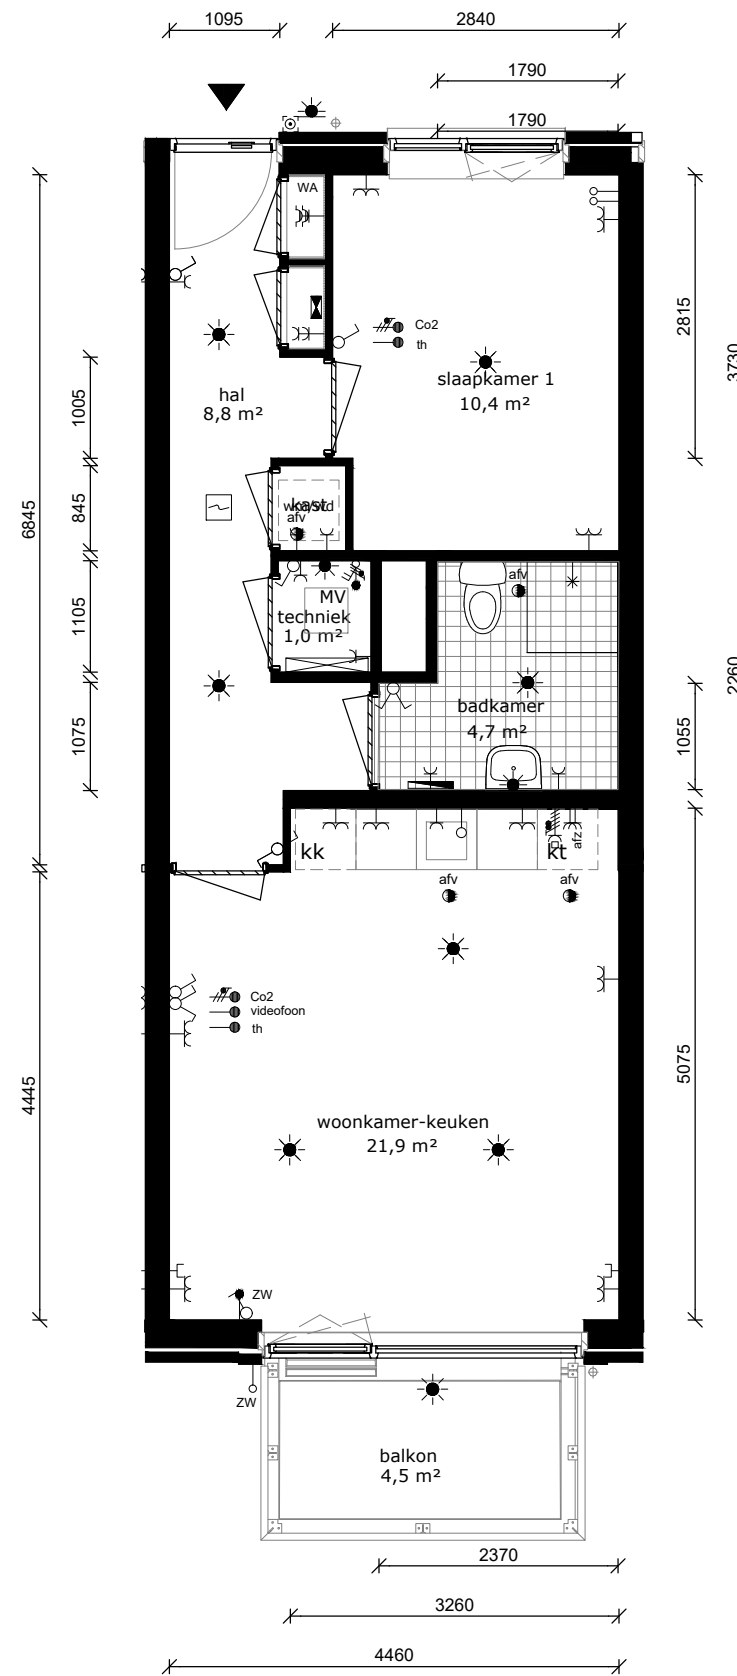 1095
2840
1790
1790
WA
Co2
th
slaapkamer 1
10,4 m²
hal
8,8 m²
2815
3730
1005
845
6845
kast
wm/wd
afv
MV
techniek
1,0 m²
afv
1105
badkamer
4,7 m²
2260
1075
1055
kk
kt
afz
afv
afv
Co2
videofoon
th
4445
5075
woonkamer-keuken
21,9 m²
ZW
ZW
balkon
4,5 m²
2370
3260
4460